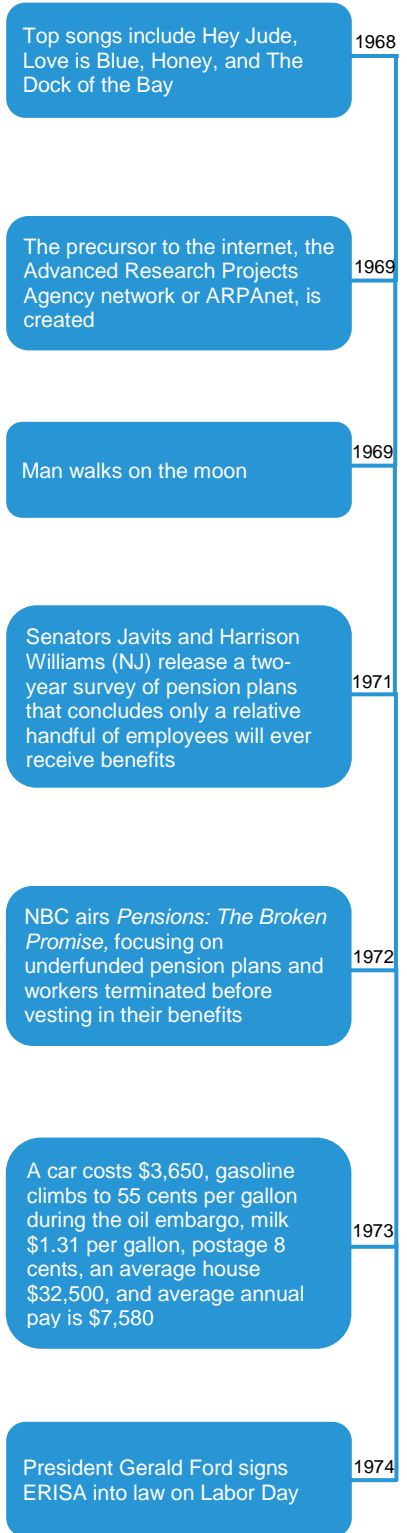 Top songs include Hey Jude,
Love is Blue, Honey, and The
Dock of the Bay
1968
The precursor to the internet, the
Advanced Research Projects
Agency network or ARPAnet, is
created
1969
Man walks on the moon
1969
Senators Javits and Harrison
Williams (NJ) release a two-
year survey of pension plans
that concludes only a relative
handful of employees will ever
receive benefits
1971
NBC airs Pensions: The Broken
Promise, focusing on
underfunded pension plans and
workers terminated before
vesting in their benefits
1972
A car costs $3,650, gasoline
climbs to 55 cents per gallon
during the oil embargo, milk
$1.31 per gallon, postage 8
cents, an average house
$32,500, and average annual
pay is $7,580
1973
President Gerald Ford signs
ERISA into law on Labor Day
1974